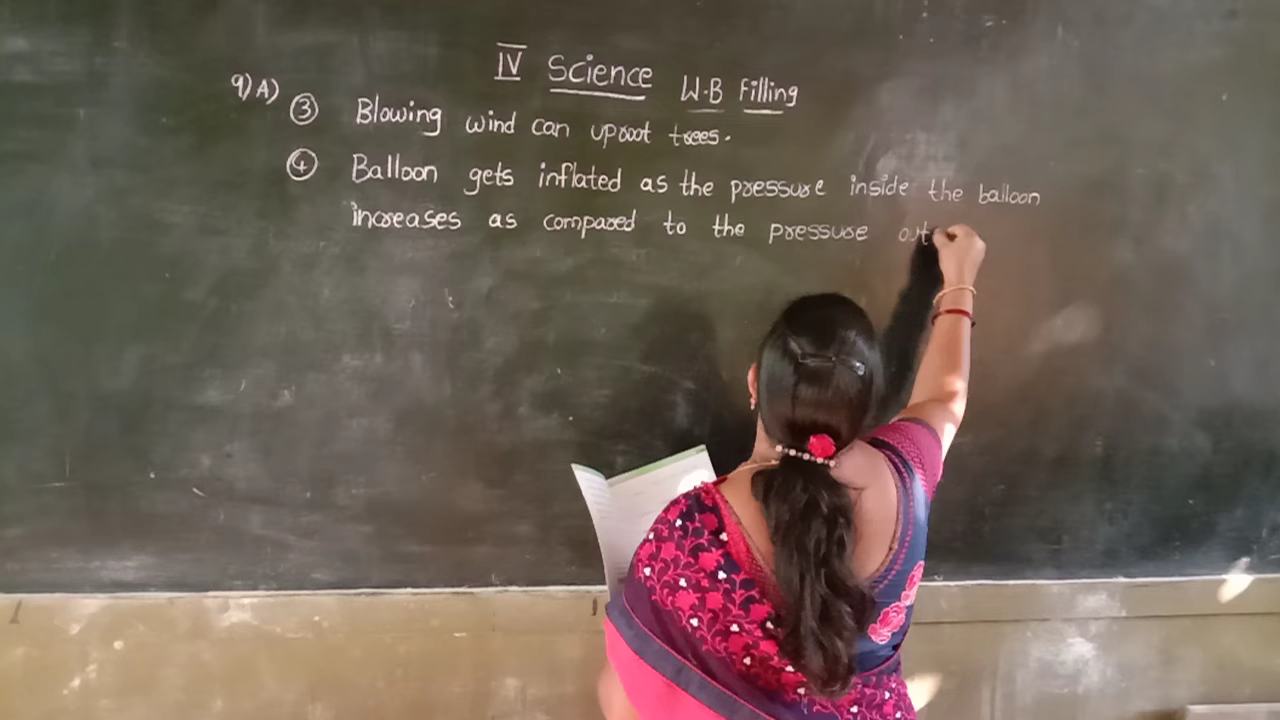 IV Science W.B Filling
9)A) ③ Blowing wind can uproot trees.
④ Balloon gets inflated as the pressure inside the balloon
increases as compared to the pressure out